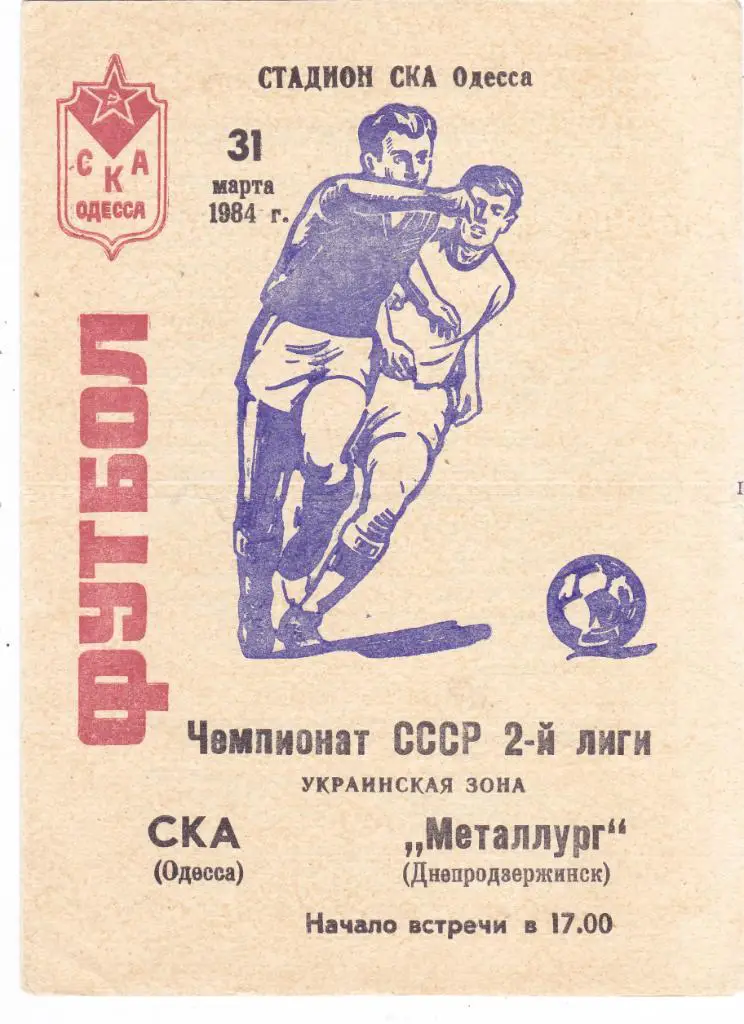 СТАДИОН СКА Одесса
СКА
ОДЕССА
31
марта
1984 г.
ФУТБОЛ
Чемпионат СССР 2-й лиги
УКРАИНСКАЯ ЗОНА
СКА „Металлург“
(Одесса) (Днепродзержинск)
Начало встречи в 17.00